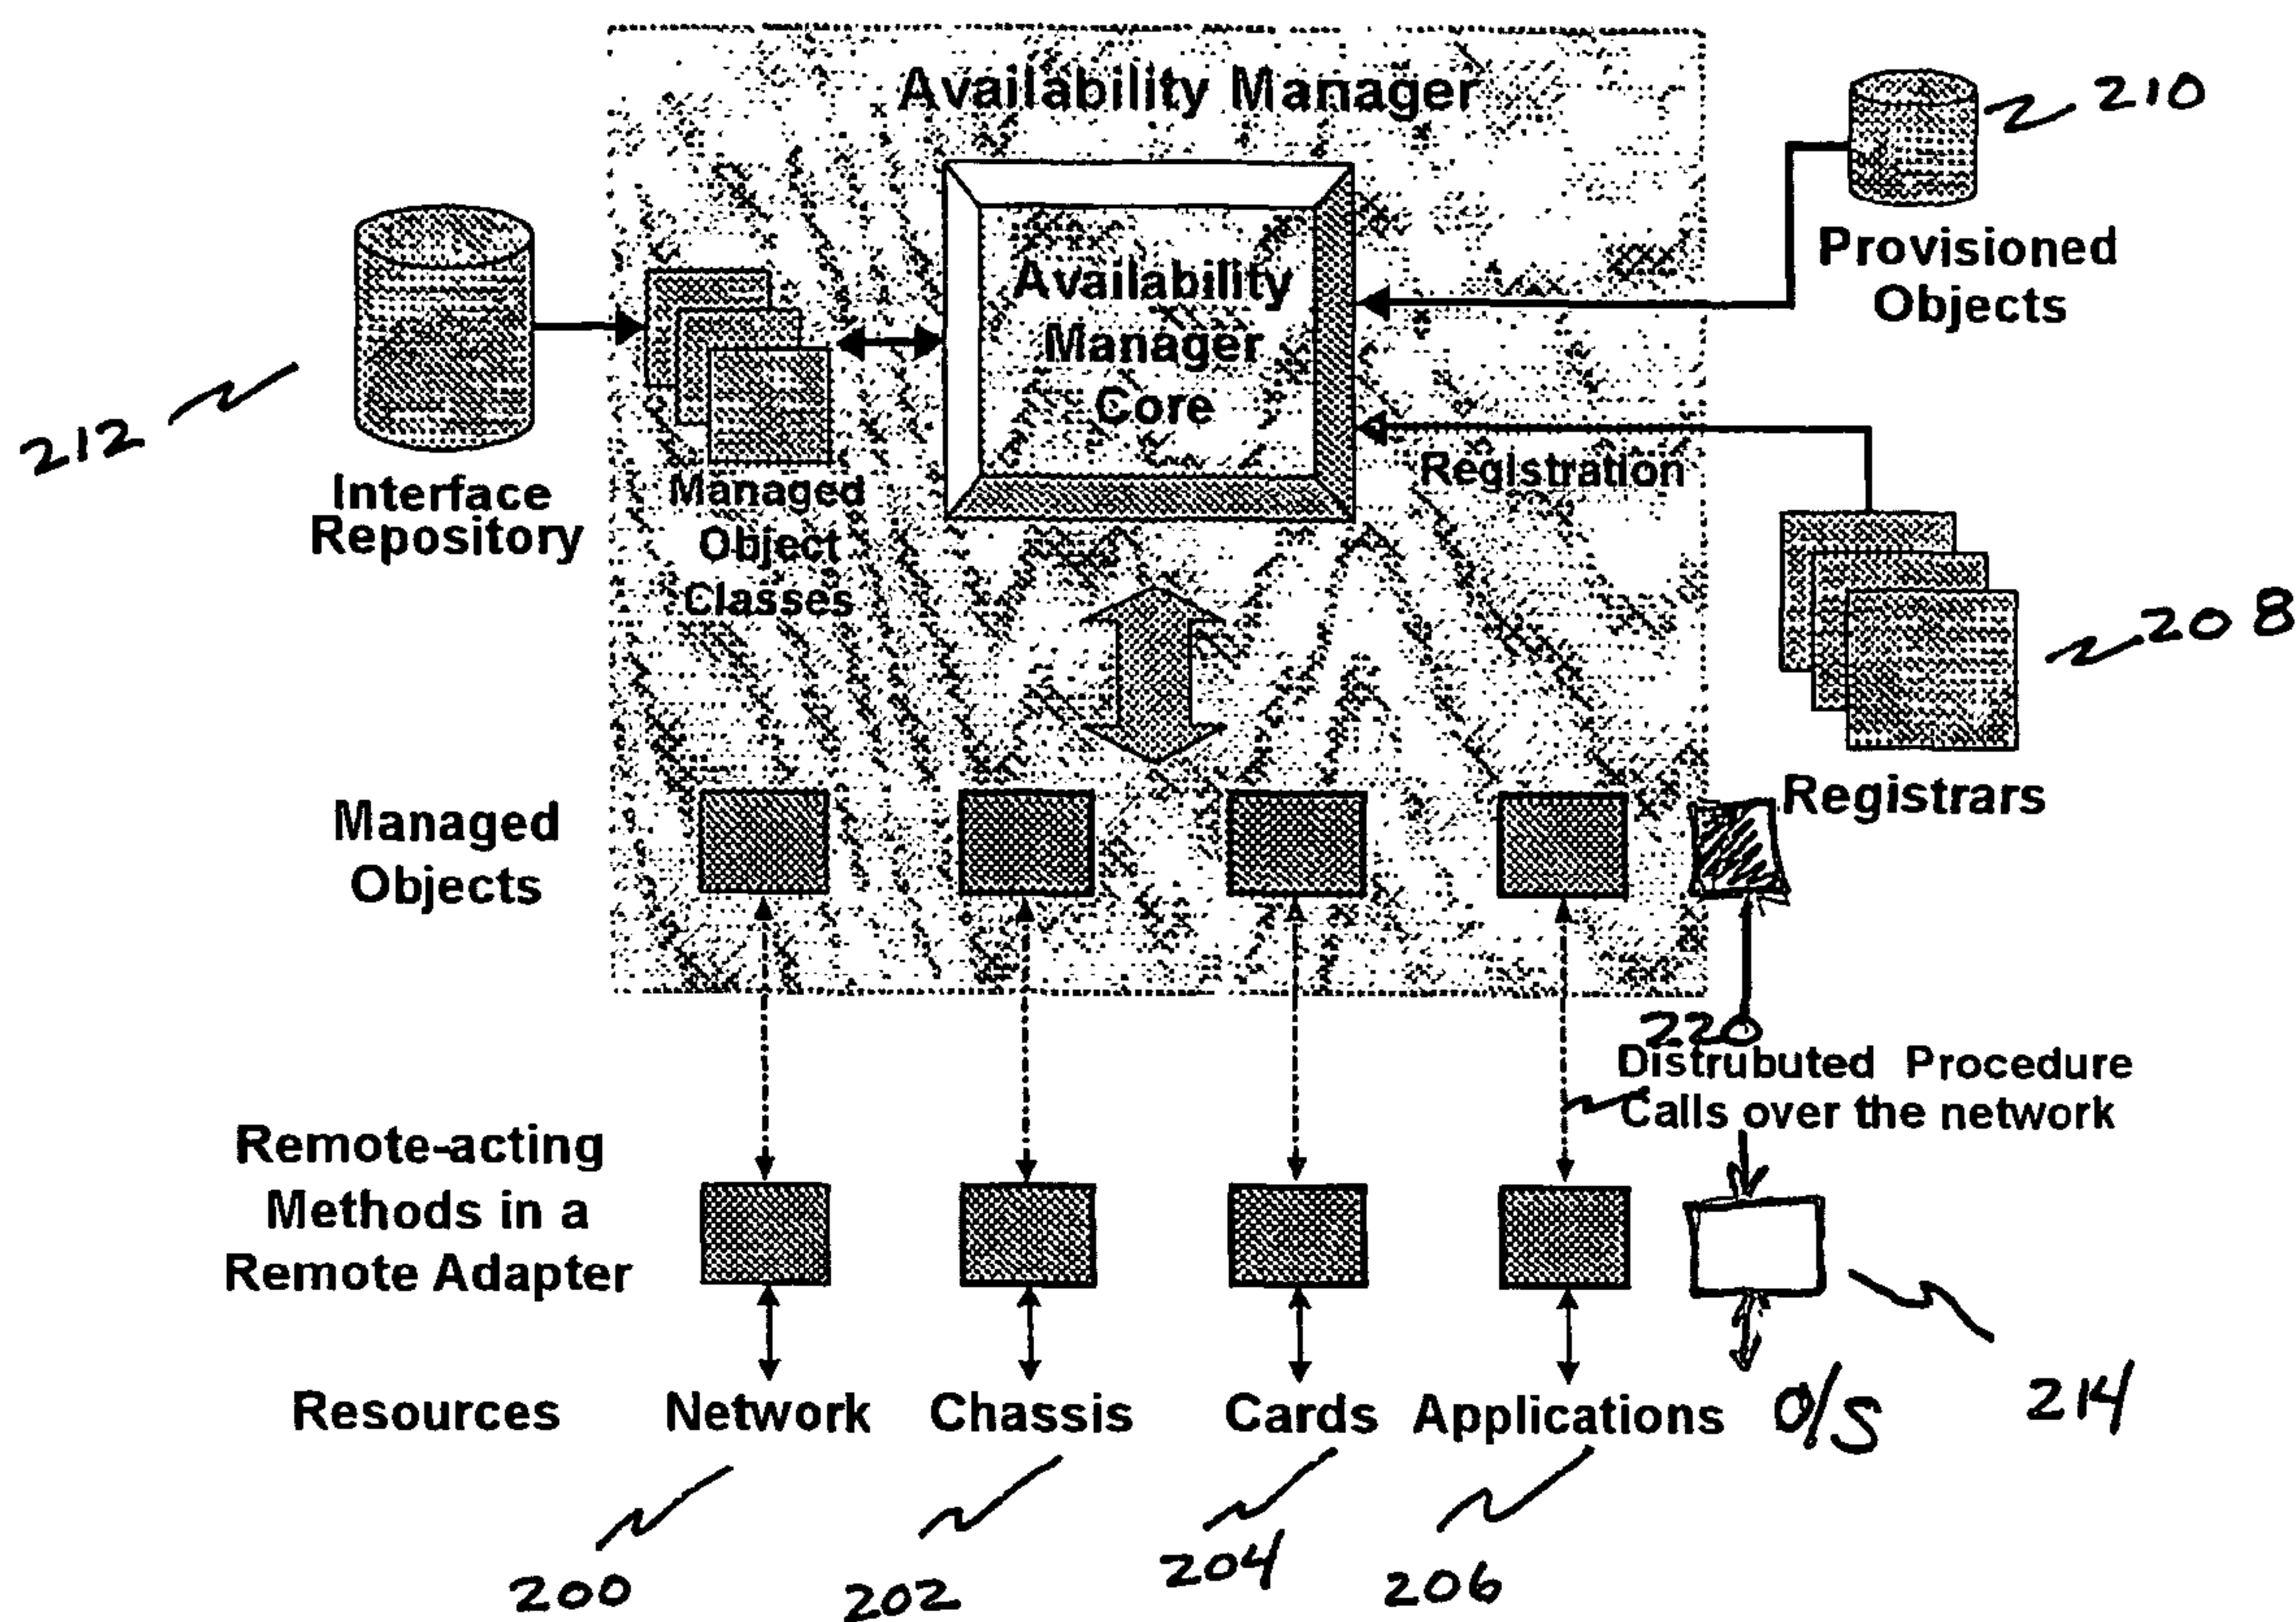 Availability Manager
210
Provisioned
Objects
Availability
Manager
Core
212
Interface
Repository
Managed
Object
Classes
Registration
208
Registrars
Managed
Objects
220
Distrubuted Procedure
Calls over the network
Remote-acting
Methods in a
Remote Adapter
214
Resources Network Chassis Cards Applications O/S
200 202 204 206